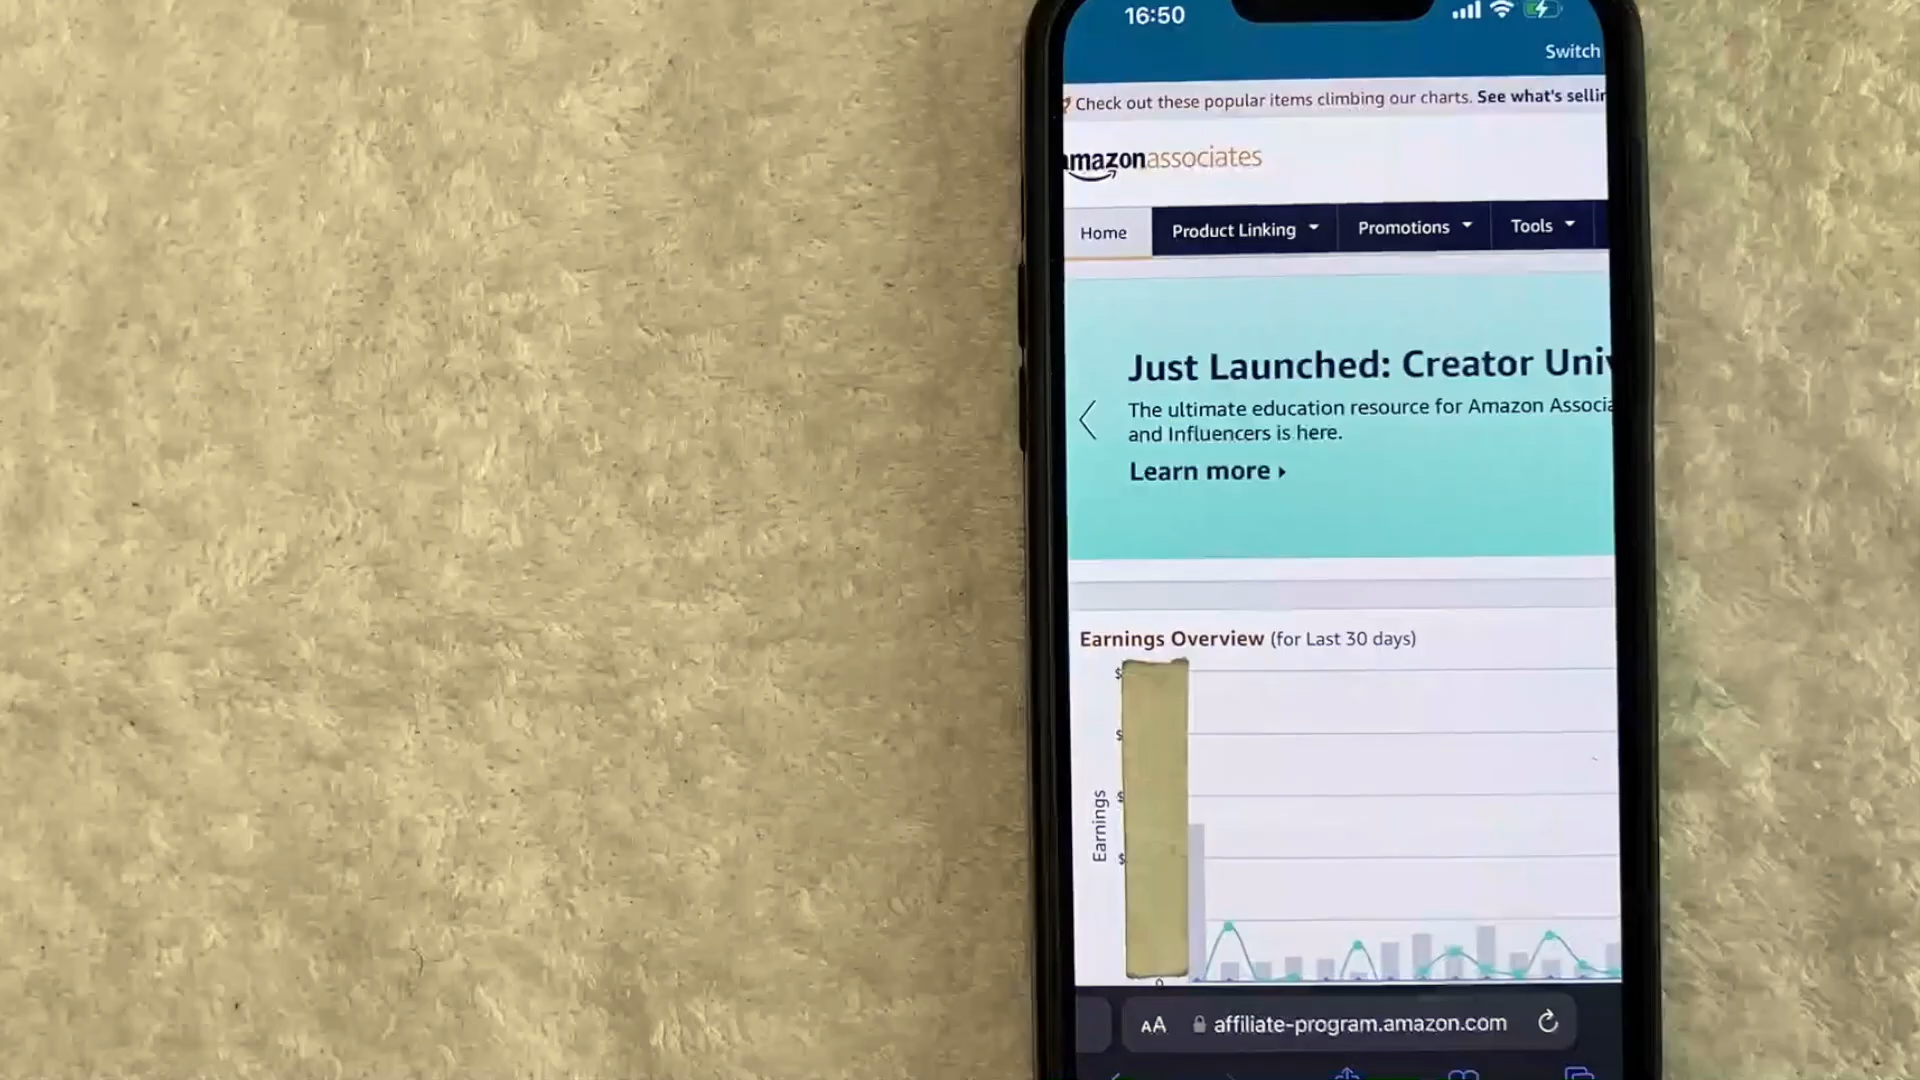 16:50
Switch
Check out these popular items climbing our charts. See what's sellin
amazonassociates
Home
Product Linking
Promotions
Tools
Just Launched: Creator Univ
The ultimate education resource for Amazon Associa
and Influencers is here.
Learn more
Earnings Overview (for Last 30 days)
$
$
$
$
Earnings
0
AA
affiliate-program.amazon.com